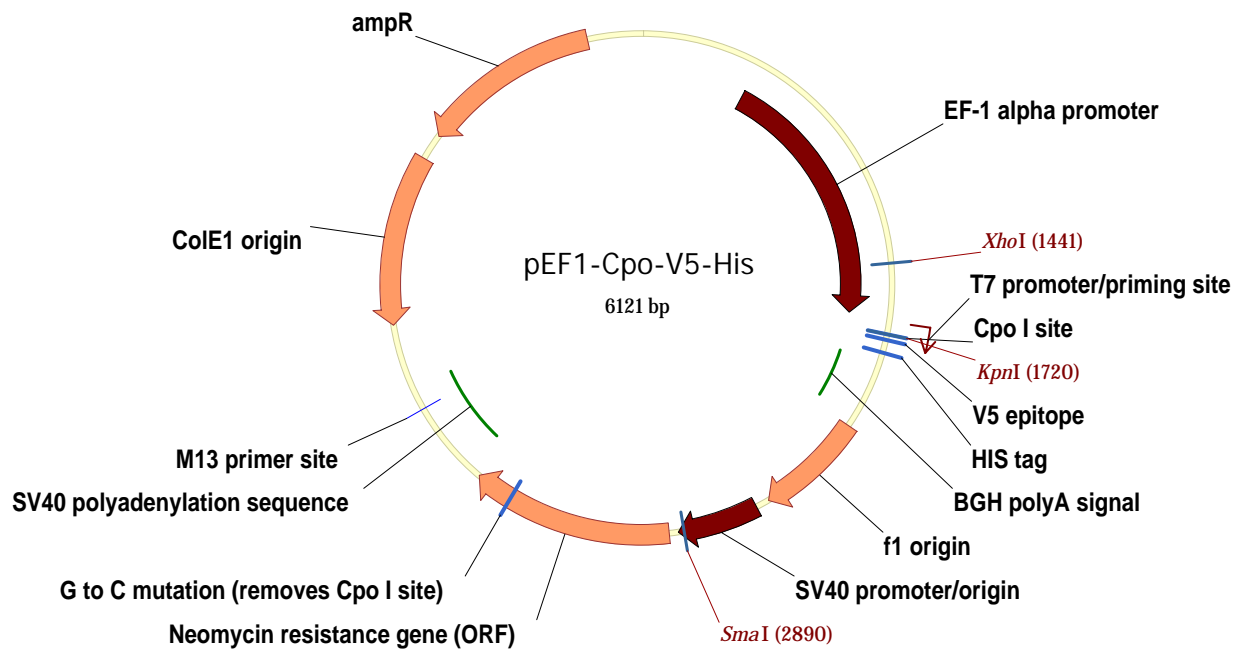 ampR
EF-1 alpha promoter
ColE1 origin
XhoI (1441)
pEF1-Cpo-V5-His
6121 bp
T7 promoter/priming site
Cpo I site
KpnI (1720)
V5 epitope
M13 primer site
HIS tag
SV40 polyadenylation sequence
BGH polyA signal
f1 origin
G to C mutation (removes Cpo I site)
SV40 promoter/origin
Neomycin resistance gene (ORF)
SmaI (2890)